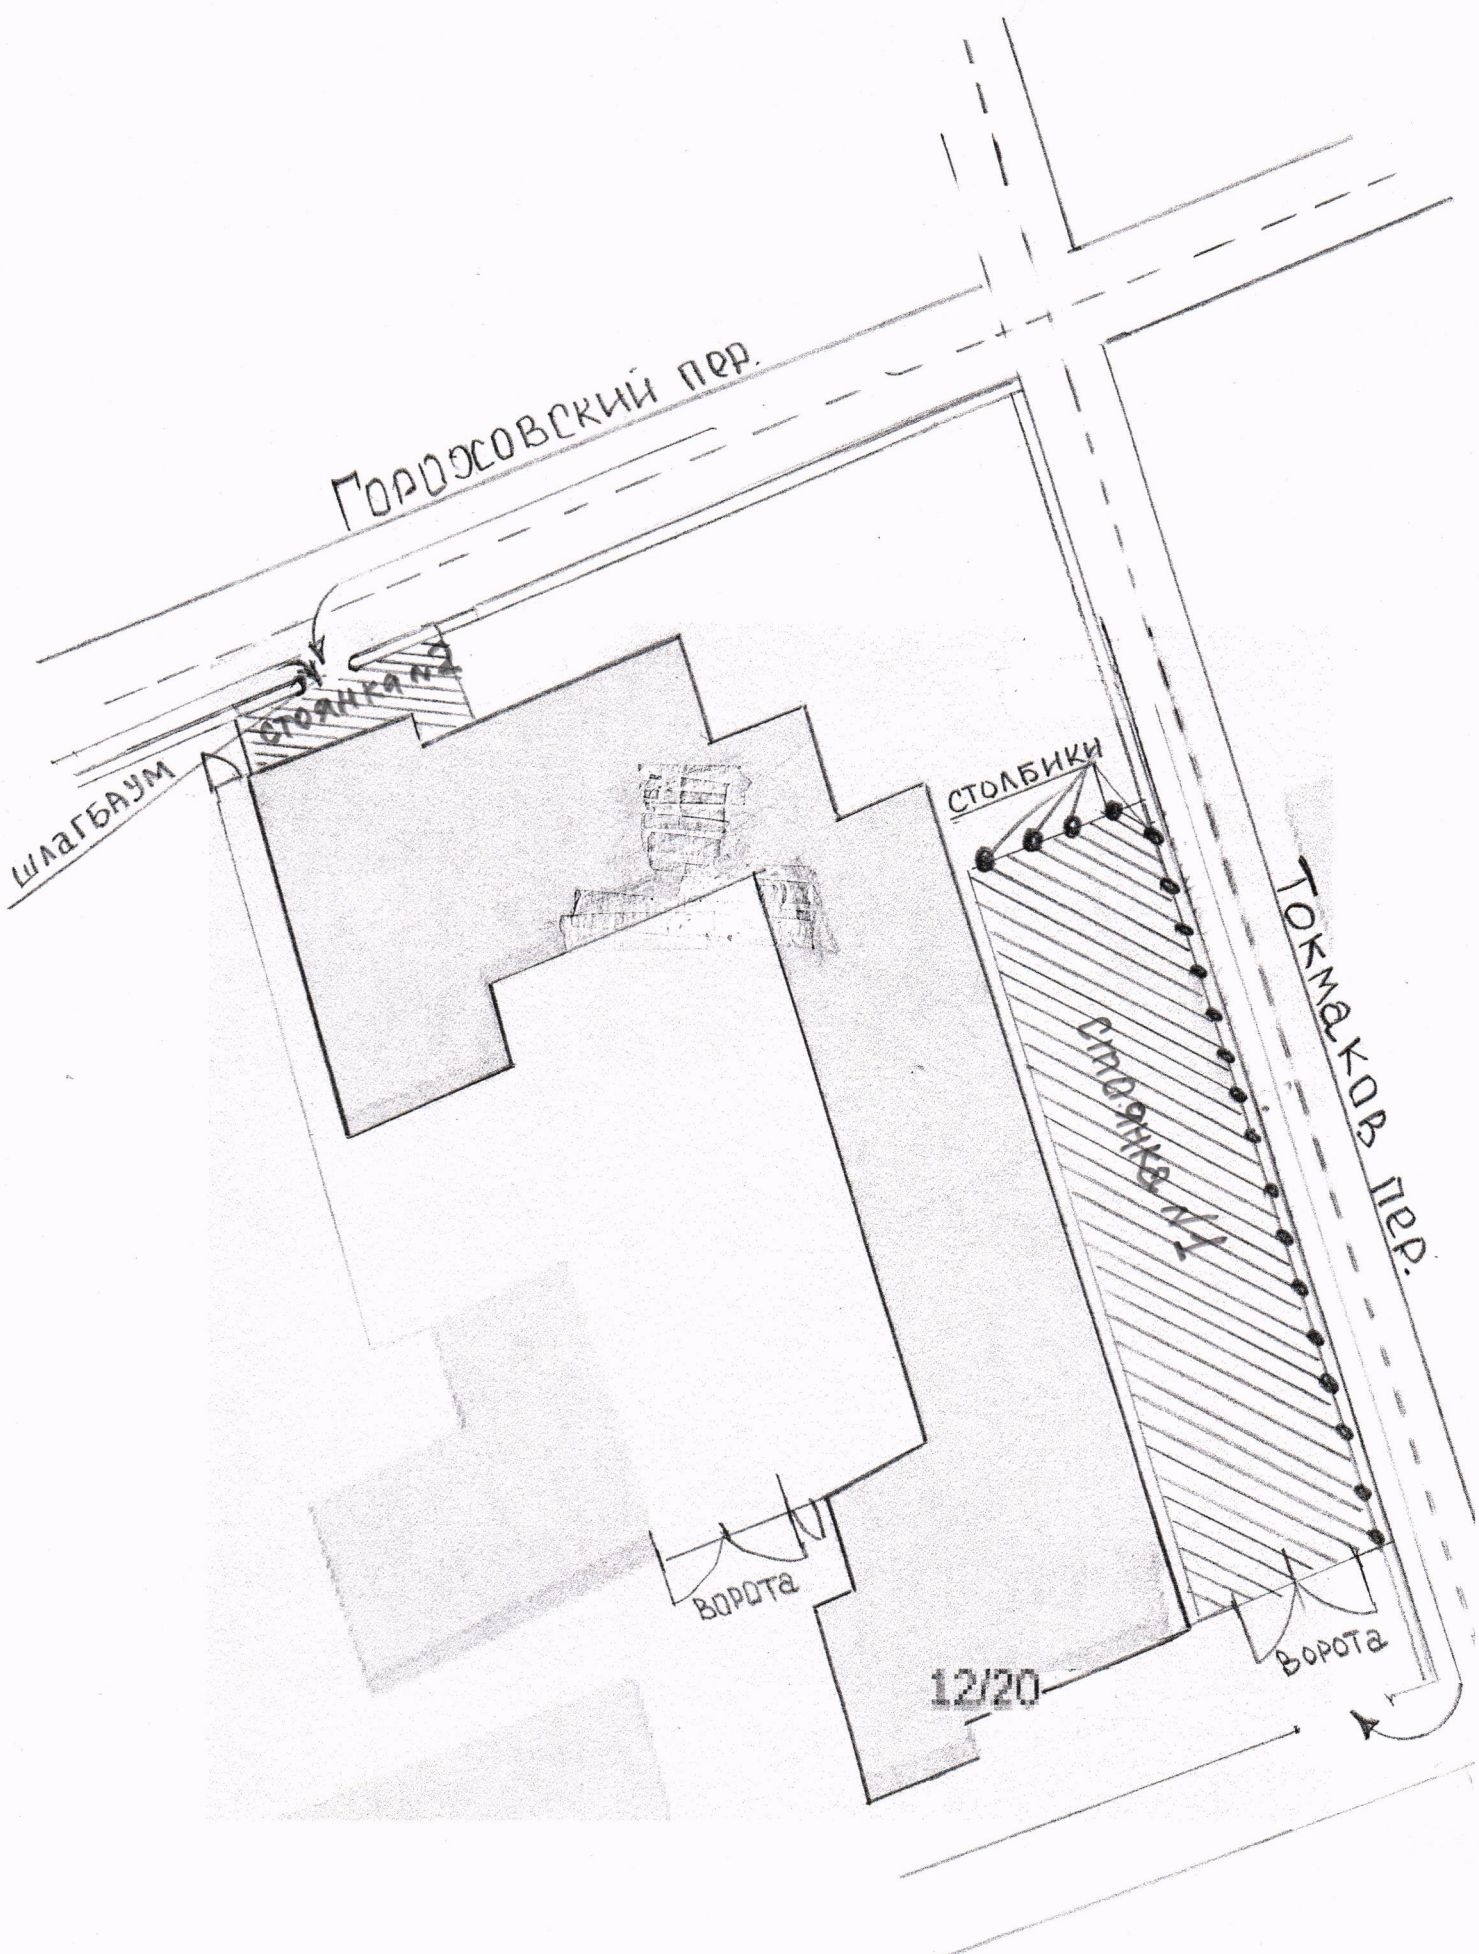 Гороховский пер.
стоянка №2
шлагбаум
столбики
Токмаков пер.
Стоянка №1
ворота
ворота
12/20